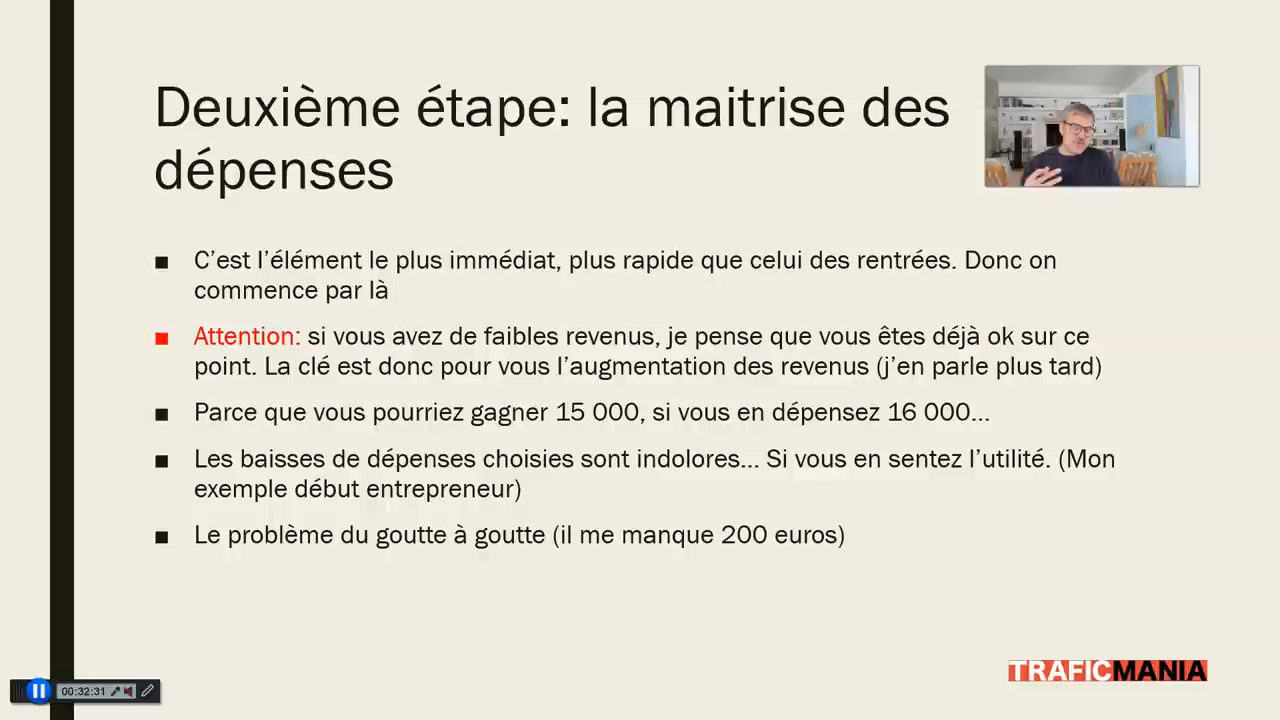 Deuxième étape: la maitrise des
dépenses
■ C’est l’élément le plus immédiat, plus rapide que celui des rentrées. Donc on
commence par là
■ Attention: si vous avez de faibles revenus, je pense que vous êtes déjà ok sur ce
point. La clé est donc pour vous l’augmentation des revenus (j’en parle plus tard)
■ Parce que vous pourriez gagner 15 000, si vous en dépensez 16 000…
■ Les baisses de dépenses choisies sont indolores… Si vous en sentez l’utilité. (Mon
exemple début entrepreneur)
■ Le problème du goutte à goutte (il me manque 200 euros)
TRAFICMANIA
00:32:31